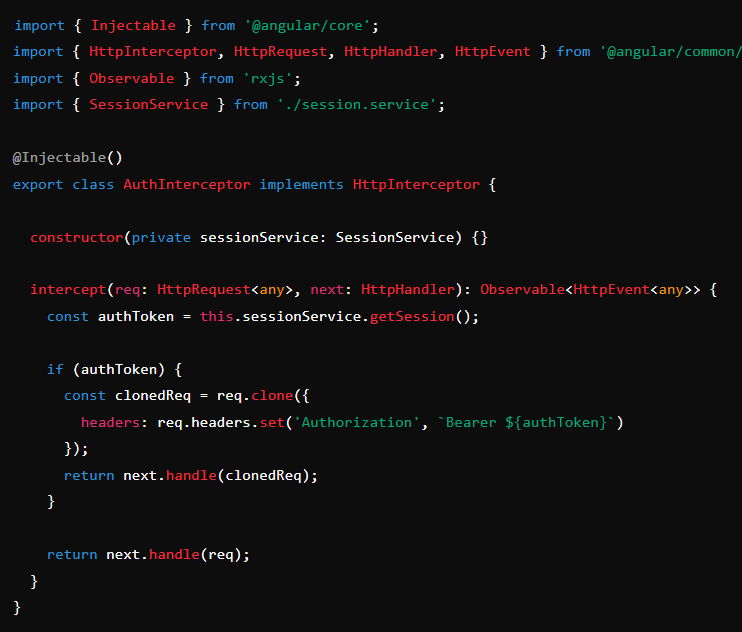 import { Injectable } from '@angular/core';
import { HttpInterceptor, HttpRequest, HttpHandler, HttpEvent } from '@angular/common/
import { Observable } from 'rxjs';
import { SessionService } from './session.service';
@Injectable()
export class AuthInterceptor implements HttpInterceptor {
constructor(private sessionService: SessionService) {}
intercept(req: HttpRequest<any>, next: HttpHandler): Observable<HttpEvent<any>> {
const authToken = this.sessionService.getSession();
if (authToken) {
const clonedReq = req.clone({
headers: req.headers.set('Authorization', `Bearer ${authToken}`)
});
return next.handle(clonedReq);
}
return next.handle(req);
}
}